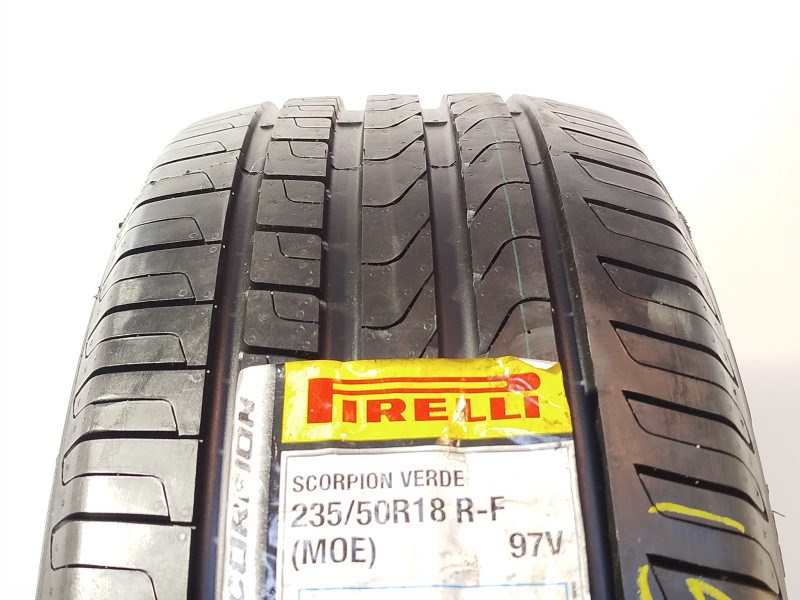 PIRELLI
SCORPION
SCORPION VERDE
235/50R18 R-F
(MOE) 97V